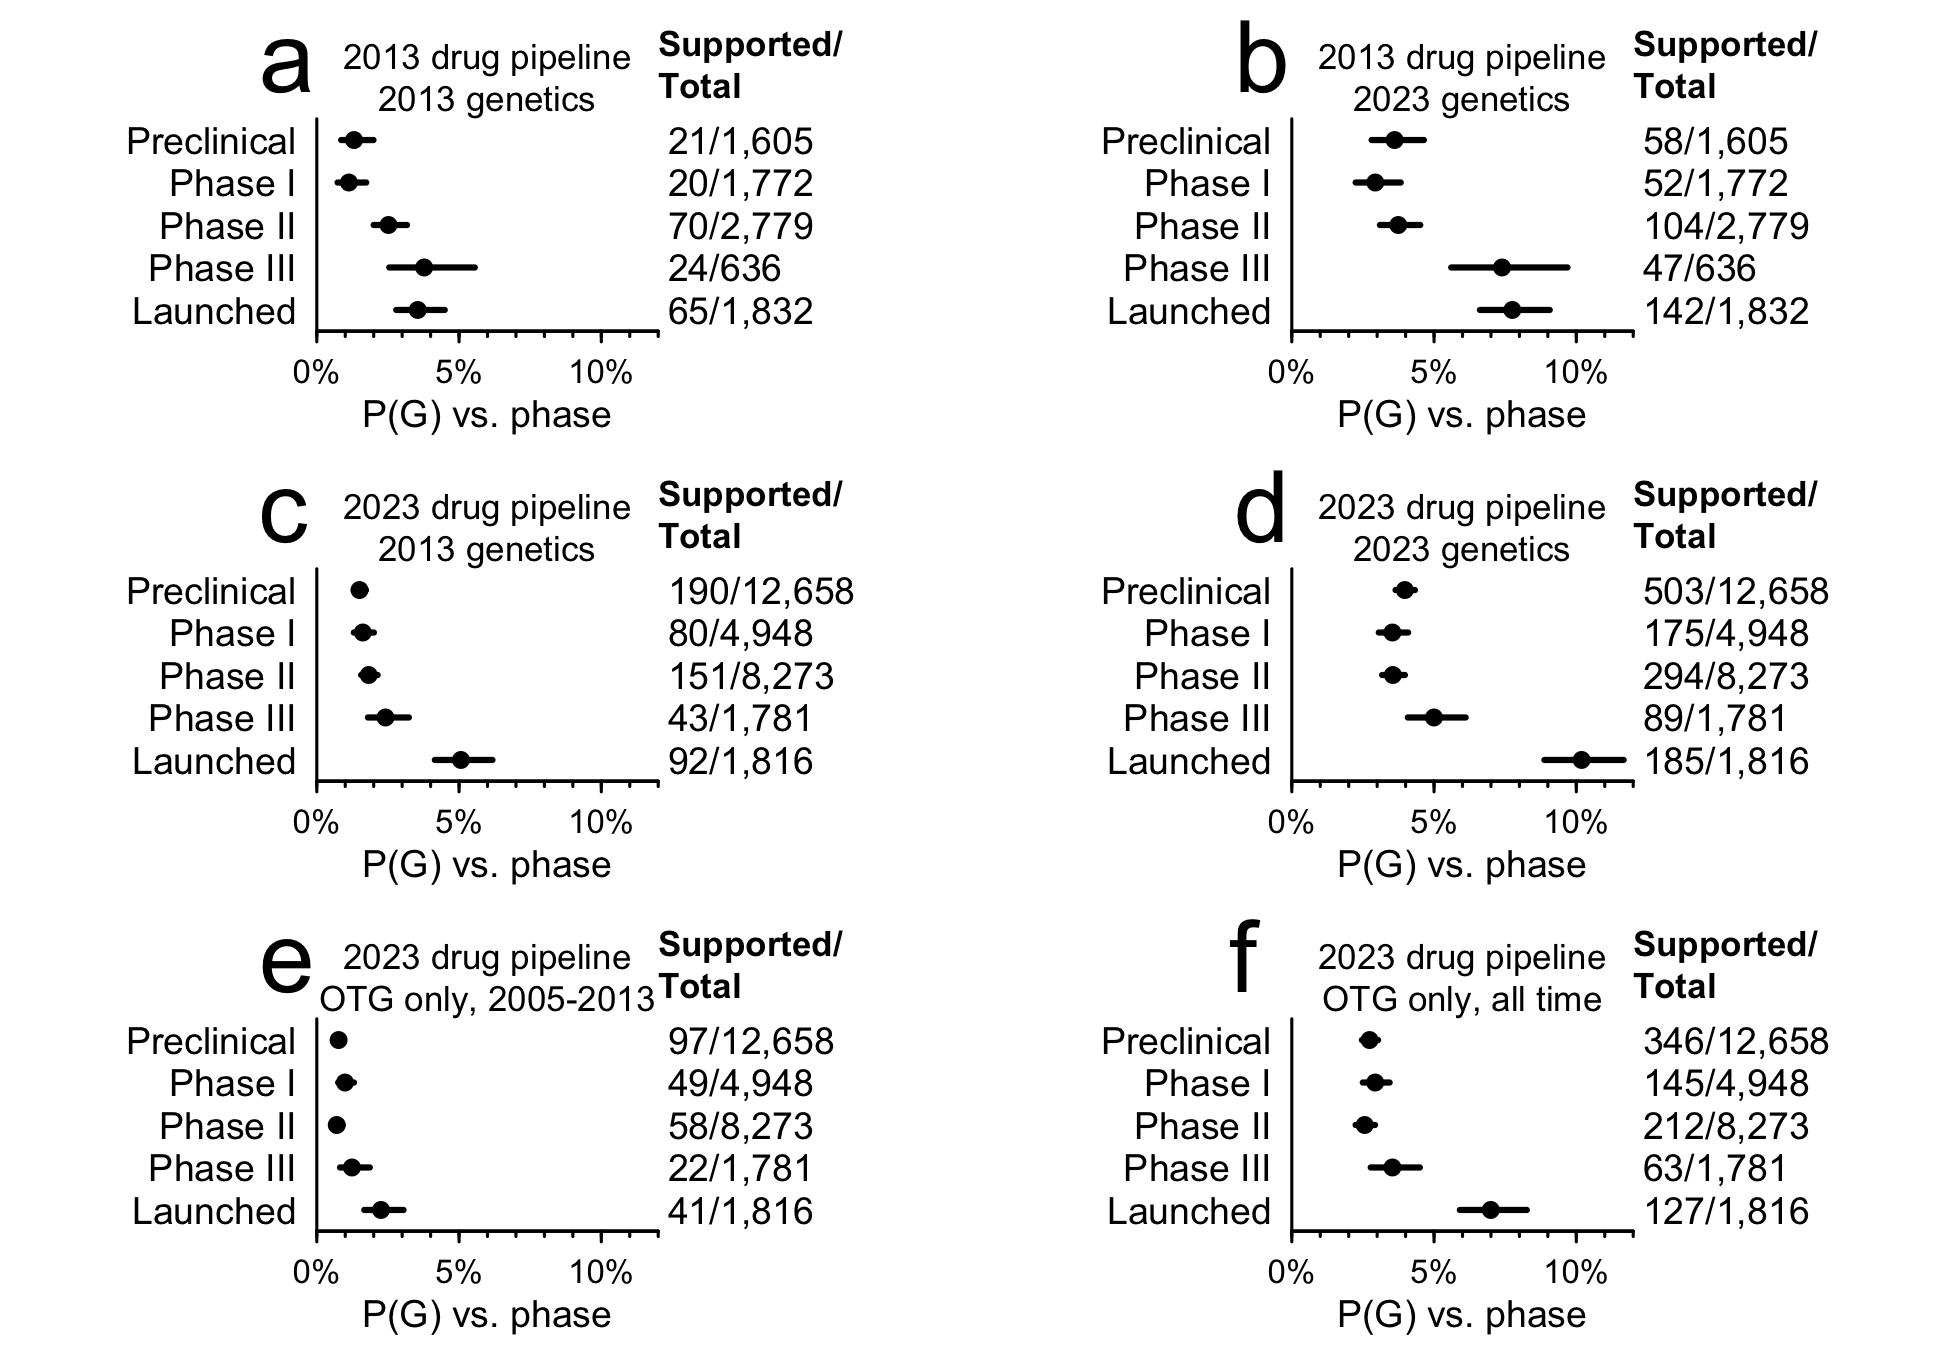 a
2013 drug pipeline
2013 genetics
Supported/
Total
Preclinical 21/1,605
Phase I 20/1,772
Phase II 70/2,779
Phase III 24/636
Launched 65/1,832
0% 5% 10%
P(G) vs. phase
b
2013 drug pipeline
2023 genetics
Supported/
Total
Preclinical 58/1,605
Phase I 52/1,772
Phase II 104/2,779
Phase III 47/636
Launched 142/1,832
0% 5% 10%
P(G) vs. phase
c
2023 drug pipeline
2013 genetics
Supported/
Total
Preclinical 190/12,658
Phase I 80/4,948
Phase II 151/8,273
Phase III 43/1,781
Launched 92/1,816
0% 5% 10%
P(G) vs. phase
d
2023 drug pipeline
2023 genetics
Supported/
Total
Preclinical 503/12,658
Phase I 175/4,948
Phase II 294/8,273
Phase III 89/1,781
Launched 185/1,816
0% 5% 10%
P(G) vs. phase
e
2023 drug pipeline
OTG only, 2005-2013
Supported/
Total
Preclinical 97/12,658
Phase I 49/4,948
Phase II 58/8,273
Phase III 22/1,781
Launched 41/1,816
0% 5% 10%
P(G) vs. phase
f
2023 drug pipeline
OTG only, all time
Supported/
Total
Preclinical 346/12,658
Phase I 145/4,948
Phase II 212/8,273
Phase III 63/1,781
Launched 127/1,816
0% 5% 10%
P(G) vs. phase